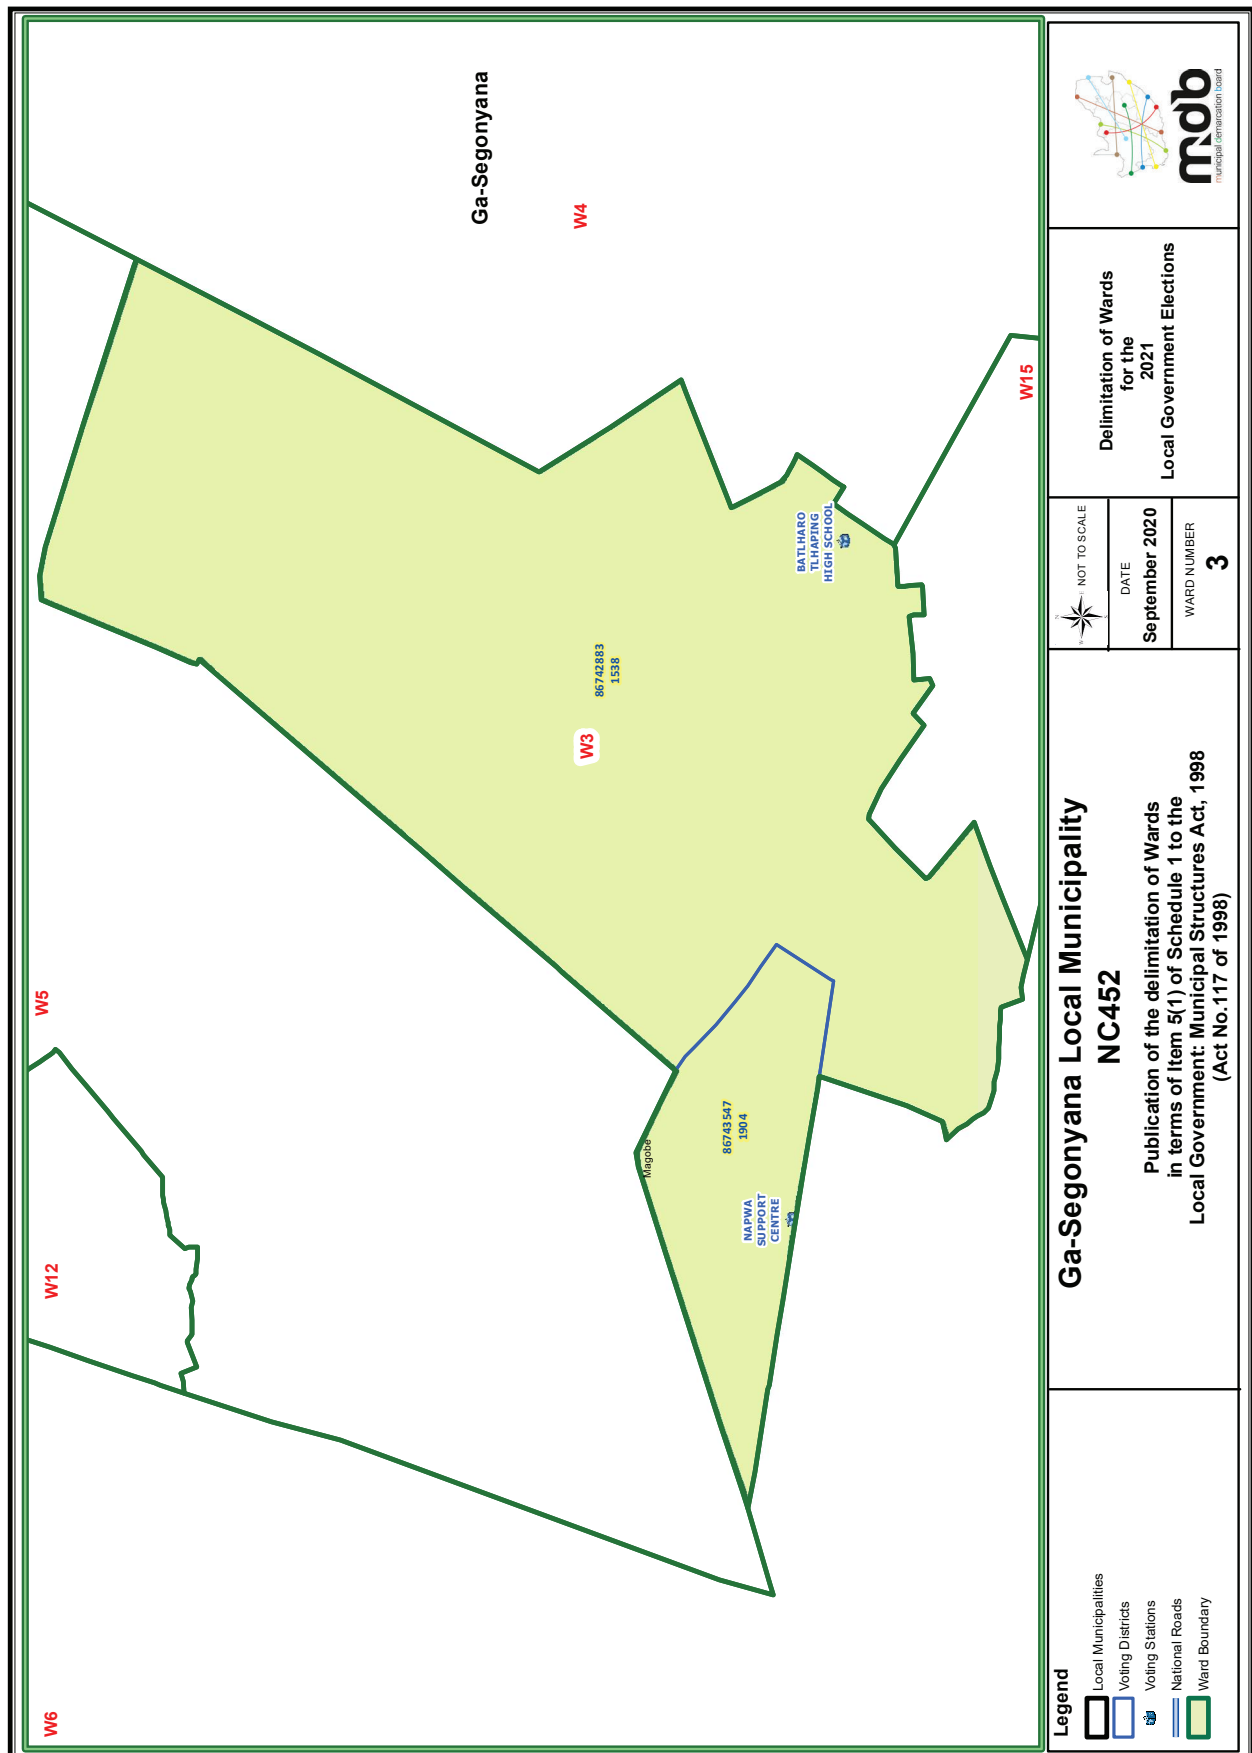 W6
W12
W5
Ga-Segonyana
W4
W3
86742883
1538
BATLHARO
TLHAPING
HIGH SCHOOL
W15
Magobe
86743547
1904
NAPWA
SUPPORT
CENTRE
Legend
Local Municipalities
Voting Districts
Voting Stations
National Roads
Ward Boundary
Ga-Segonyana Local Municipality
NC452
Publication of the delimitation of Wards
in terms of Item 5(1) of Schedule 1 to the
Local Government: Municipal Structures Act, 1998
(Act No.117 of 1998)
N
W E
S
NOT TO SCALE
DATE
September 2020
WARD NUMBER
3
Delimitation of Wards
for the
2021
Local Government Elections
mdb
municipal demarcation board